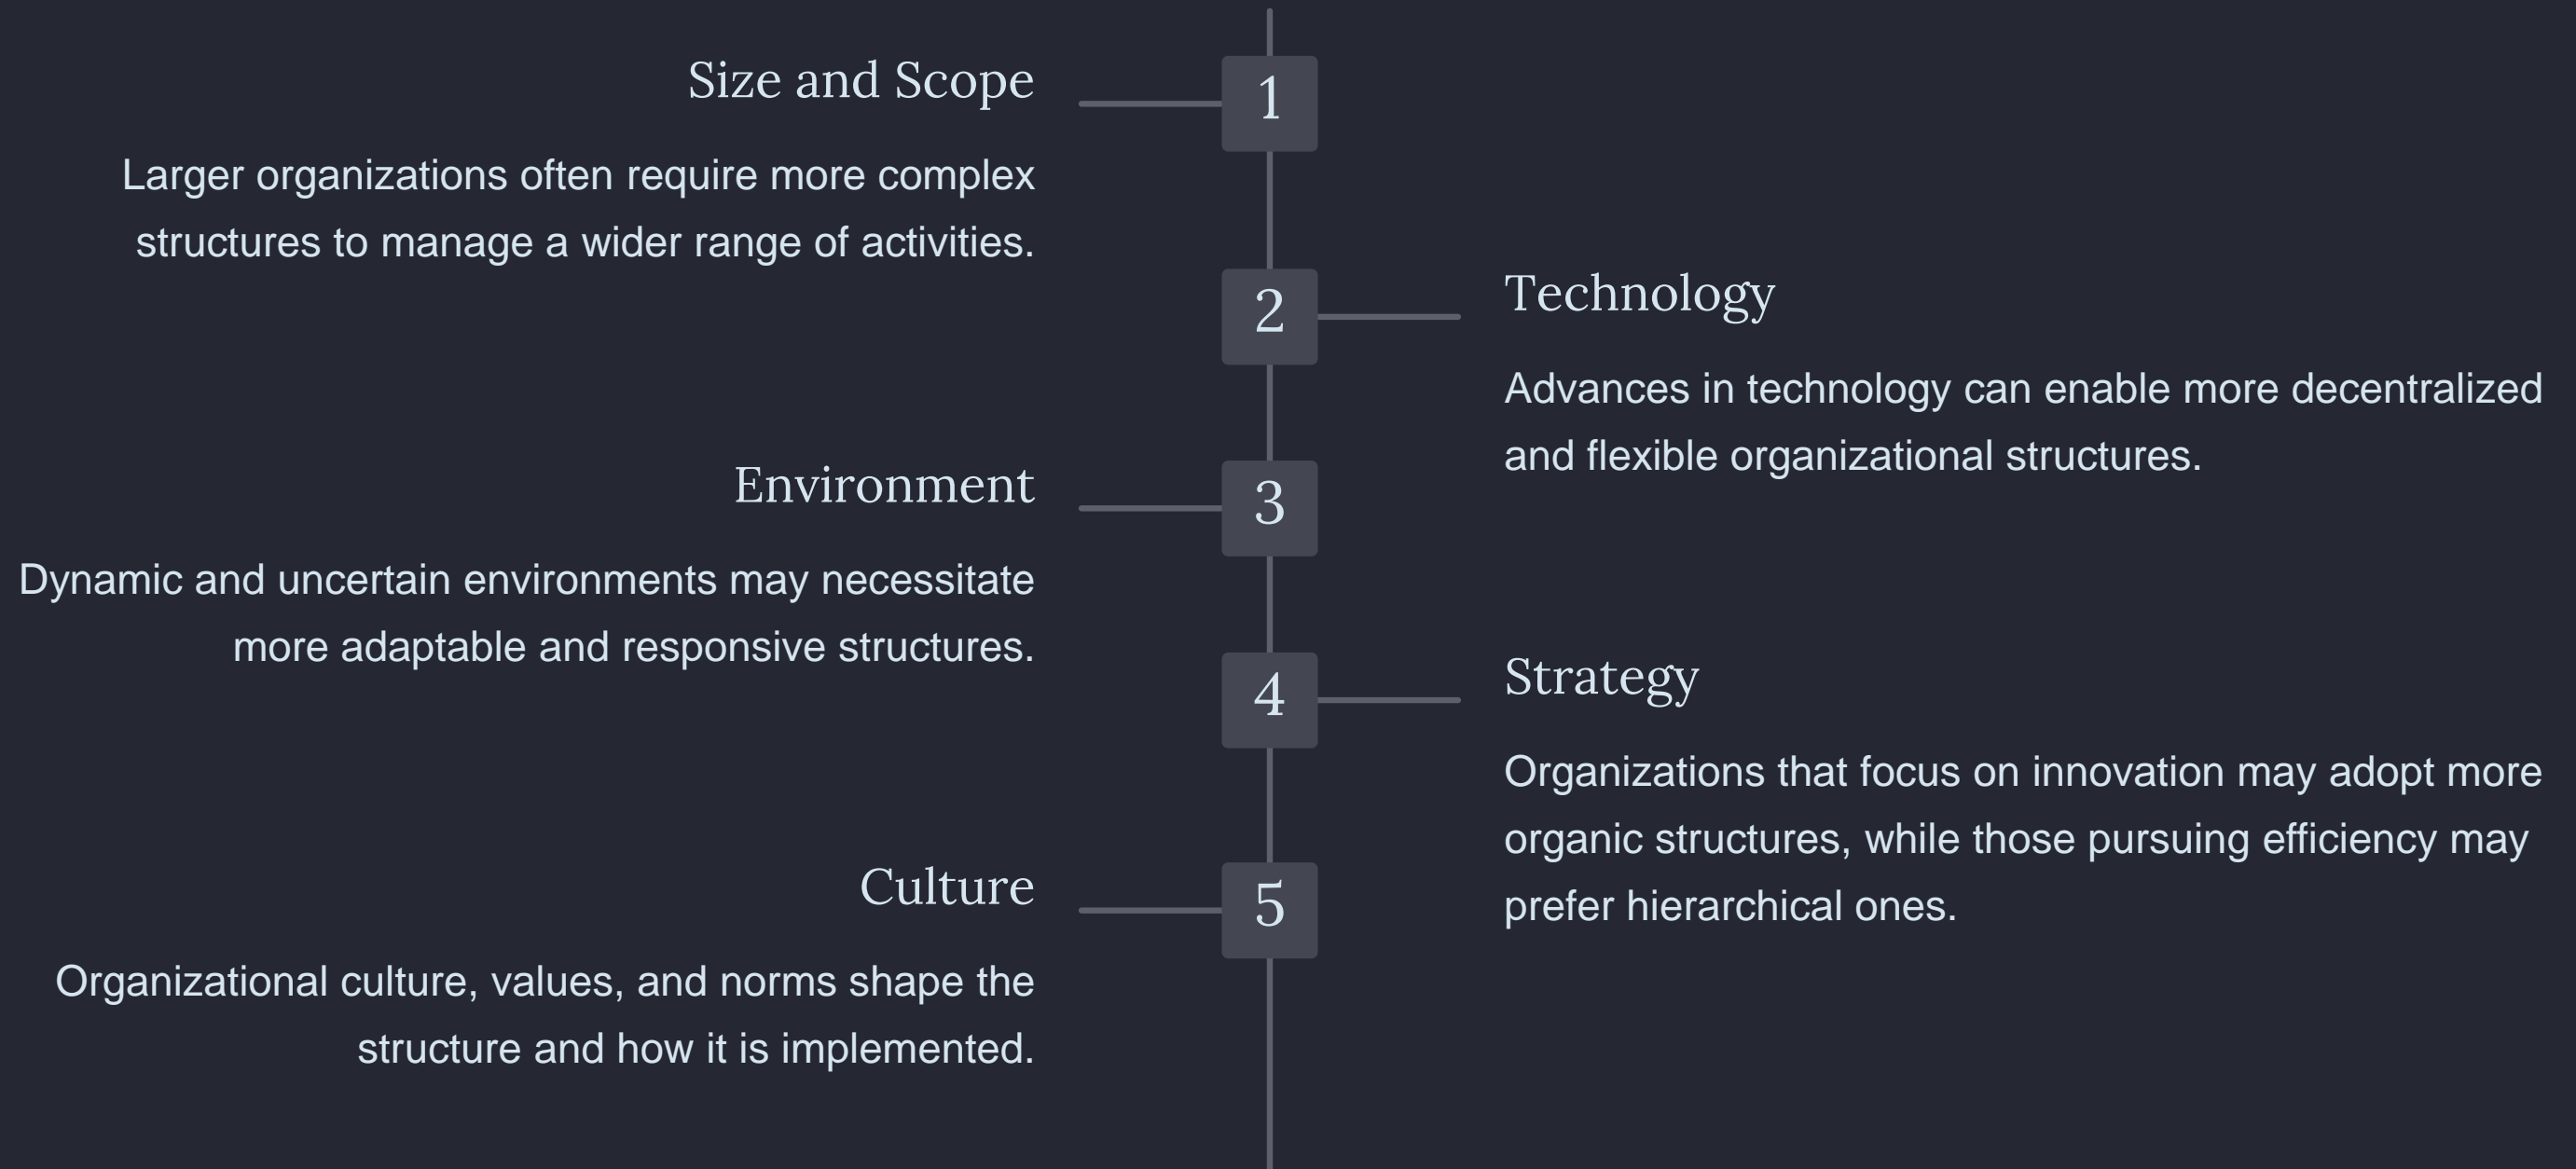 Size and Scope
1
Larger organizations often require more complex
structures to manage a wider range of activities.
2
Technology
Advances in technology can enable more decentralized
and flexible organizational structures.
Environment
3
Dynamic and uncertain environments may necessitate
more adaptable and responsive structures.
4
Strategy
Organizations that focus on innovation may adopt more
organic structures, while those pursuing efficiency may
prefer hierarchical ones.
Culture
5
Organizational culture, values, and norms shape the
structure and how it is implemented.